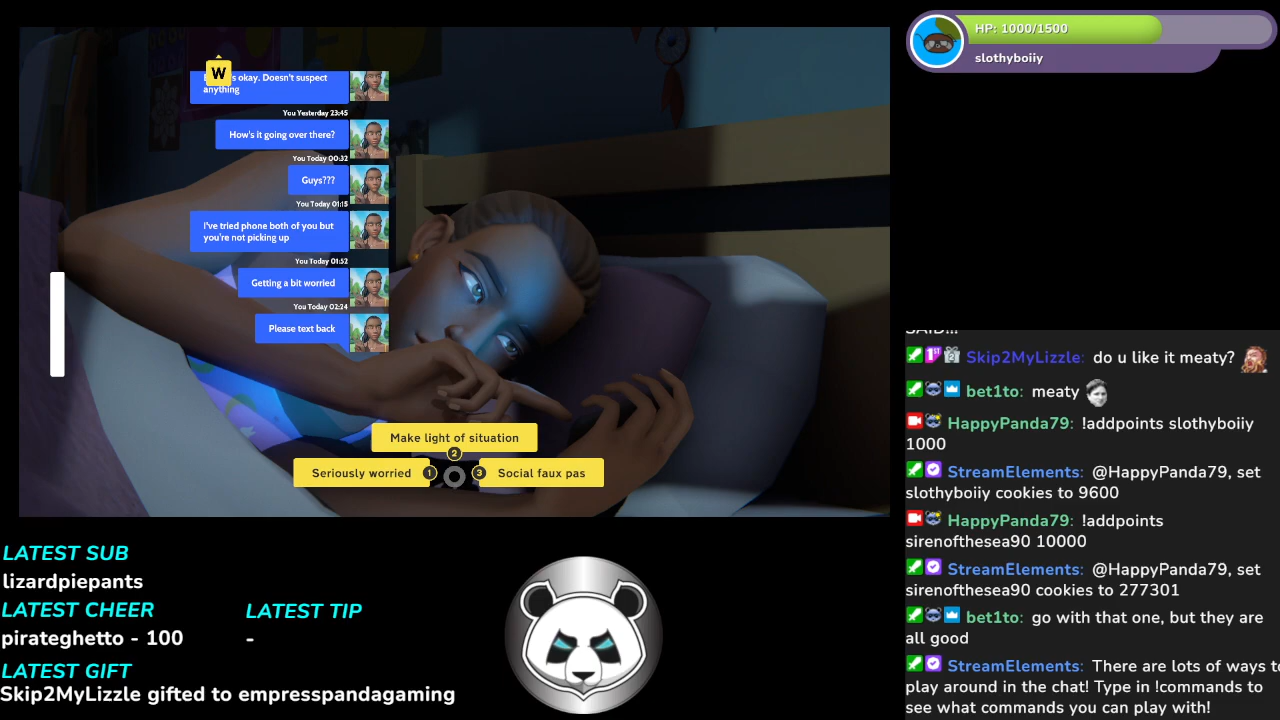 W
s okay. Doesn't suspect
anything
You Yesterday 23:45
How's it going over there?
You Today 00:32
Guys???
You Today 01:15
I've tried phone both of you but
you're not picking up
You Today 01:52
Getting a bit worried
You Today 02:24
Please text back
Make light of situation
2
Seriously worried 1
3 Social faux pas
HP: 1000/1500
slothyboiiy
SAID!!!
Skip2MyLizzle: do u like it meaty?
bet1to: meaty
HappyPanda79: !addpoints slothyboiiy
1000
StreamElements: @HappyPanda79, set
slothyboiiy cookies to 9600
HappyPanda79: !addpoints
sirenofthesea90 10000
StreamElements: @HappyPanda79, set
sirenofthesea90 cookies to 277301
bet1to: go with that one, but they are
all good
StreamElements: There are lots of ways to
play around in the chat! Type in !commands to
see what commands you can play with!
LATEST SUB
lizardpiepants
LATEST CHEER
pirateghetto - 100
LATEST TIP
-
LATEST GIFT
Skip2MyLizzle gifted to empresspandagaming